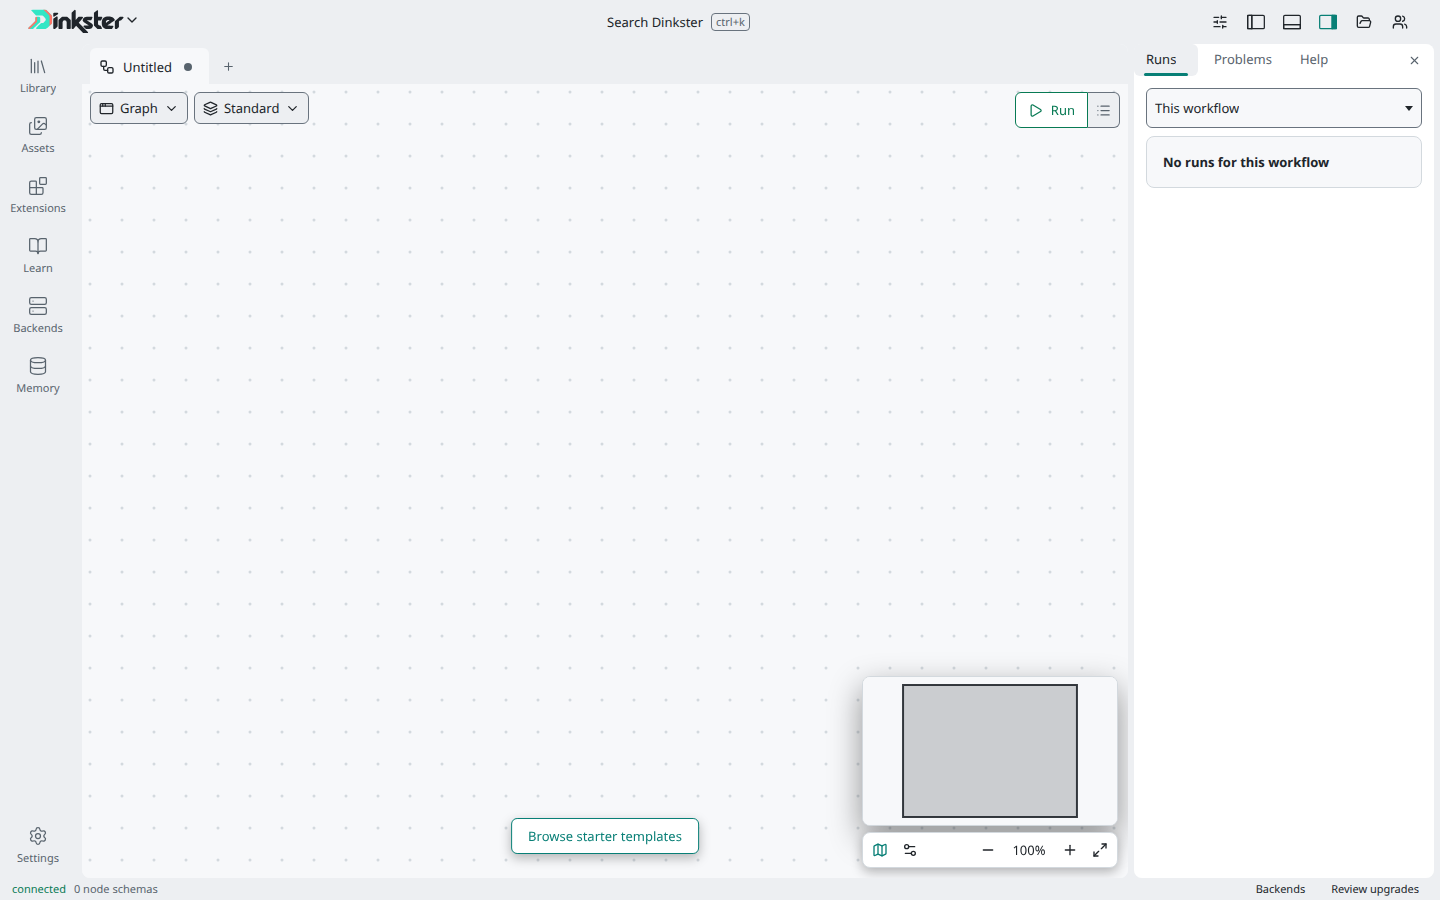 Dinkster
Search Dinkster ctrl+k
Library
Assets
Extensions
Learn
Backends
Memory
Settings
Untitled
Graph
Standard
Run
Browse starter templates
100%
Runs Problems Help
This workflow
No runs for this workflow
connected 0 node schemas
Backends Review upgrades